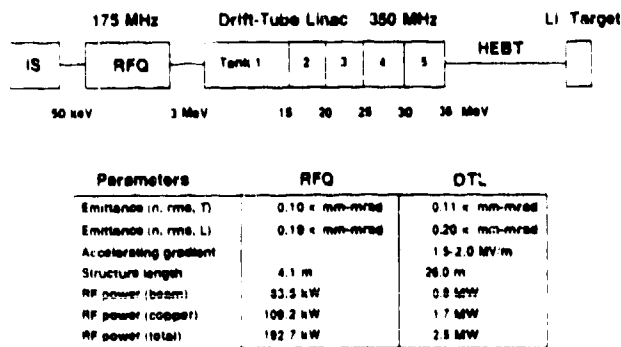 175 MHz Drift-Tube Linac 350 MHz Li Target
IS RFQ Tank 1 2 3 4 5 HEBT
50 keV 3 MeV 15 20 25 30 35 MeV
Parameters RFQ DTL
Emittance (n, rms, T) 0.10 π mm-mrad 0.11 π mm-mrad
Emittance (n, rms, L) 0.19 π mm-mrad 0.20 π mm-mrad
Accelerating gradient 1.5-2.0 MV/m
Structure length 4.1 m 26.0 m
RF power (beam) 83.5 kW 0.8 MW
RF power (copper) 109.2 kW 1.7 MW
RF power (total) 192.7 kW 2.5 MW